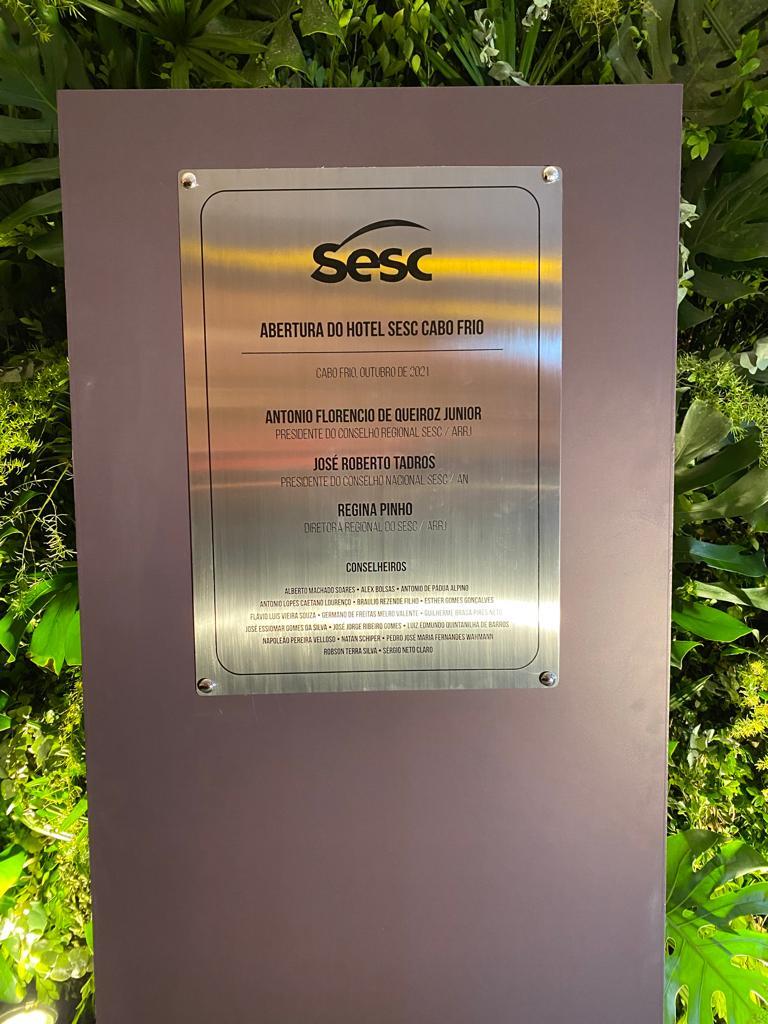 Sesc
ABERTURA DO HOTEL SESC CABO FRIO
CABO FRIO, OUTUBRO DE 2021
ANTONIO FLORENCIO DE QUEIROZ JUNIOR
PRESIDENTE DO CONSELHO REGIONAL SESC / ARRJ
JOSÉ ROBERTO TADROS
PRESIDENTE DO CONSELHO NACIONAL SESC / AN
REGINA PINHO
DIRETORA REGIONAL DO SESC / ARRJ
CONSELHEIROS
ALBERTO MACHADO SOARES • ALEX BOLSAS • ANTONIO DE PÁDUA ALPINO
ANTONIO LOPES CAETANO LOURENÇO • BRAULIO REZENDE FILHO • ESTHER GOMES GONÇALVES
FLÁVIO LUIS VIEIRA SOUZA • GERMANO DE FREITAS MELRO VALENTE • GUILHERME BRAGA PIRES NETO
JOSÉ ESSIOMAR GOMES DA SILVA • JOSÉ JORGE RIBEIRO GOMES • LUIZ EDMUNDO QUINTANILHA DE BARROS
NAPOLEÃO PEREIRA VELLOSO • NATAN SCHIPER • PEDRO JOSÉ MARIA FERNANDES WAHMANN
ROBSON TERRA SILVA • SÉRGIO NETO CLARO